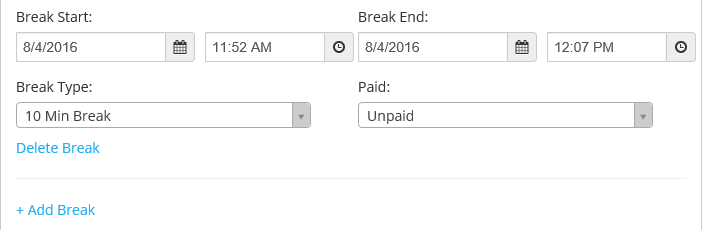 Break Start: Break End:
8/4/2016 11:52 AM 8/4/2016 12:07 PM
Break Type: Paid:
10 Min Break Unpaid
Delete Break
+ Add Break